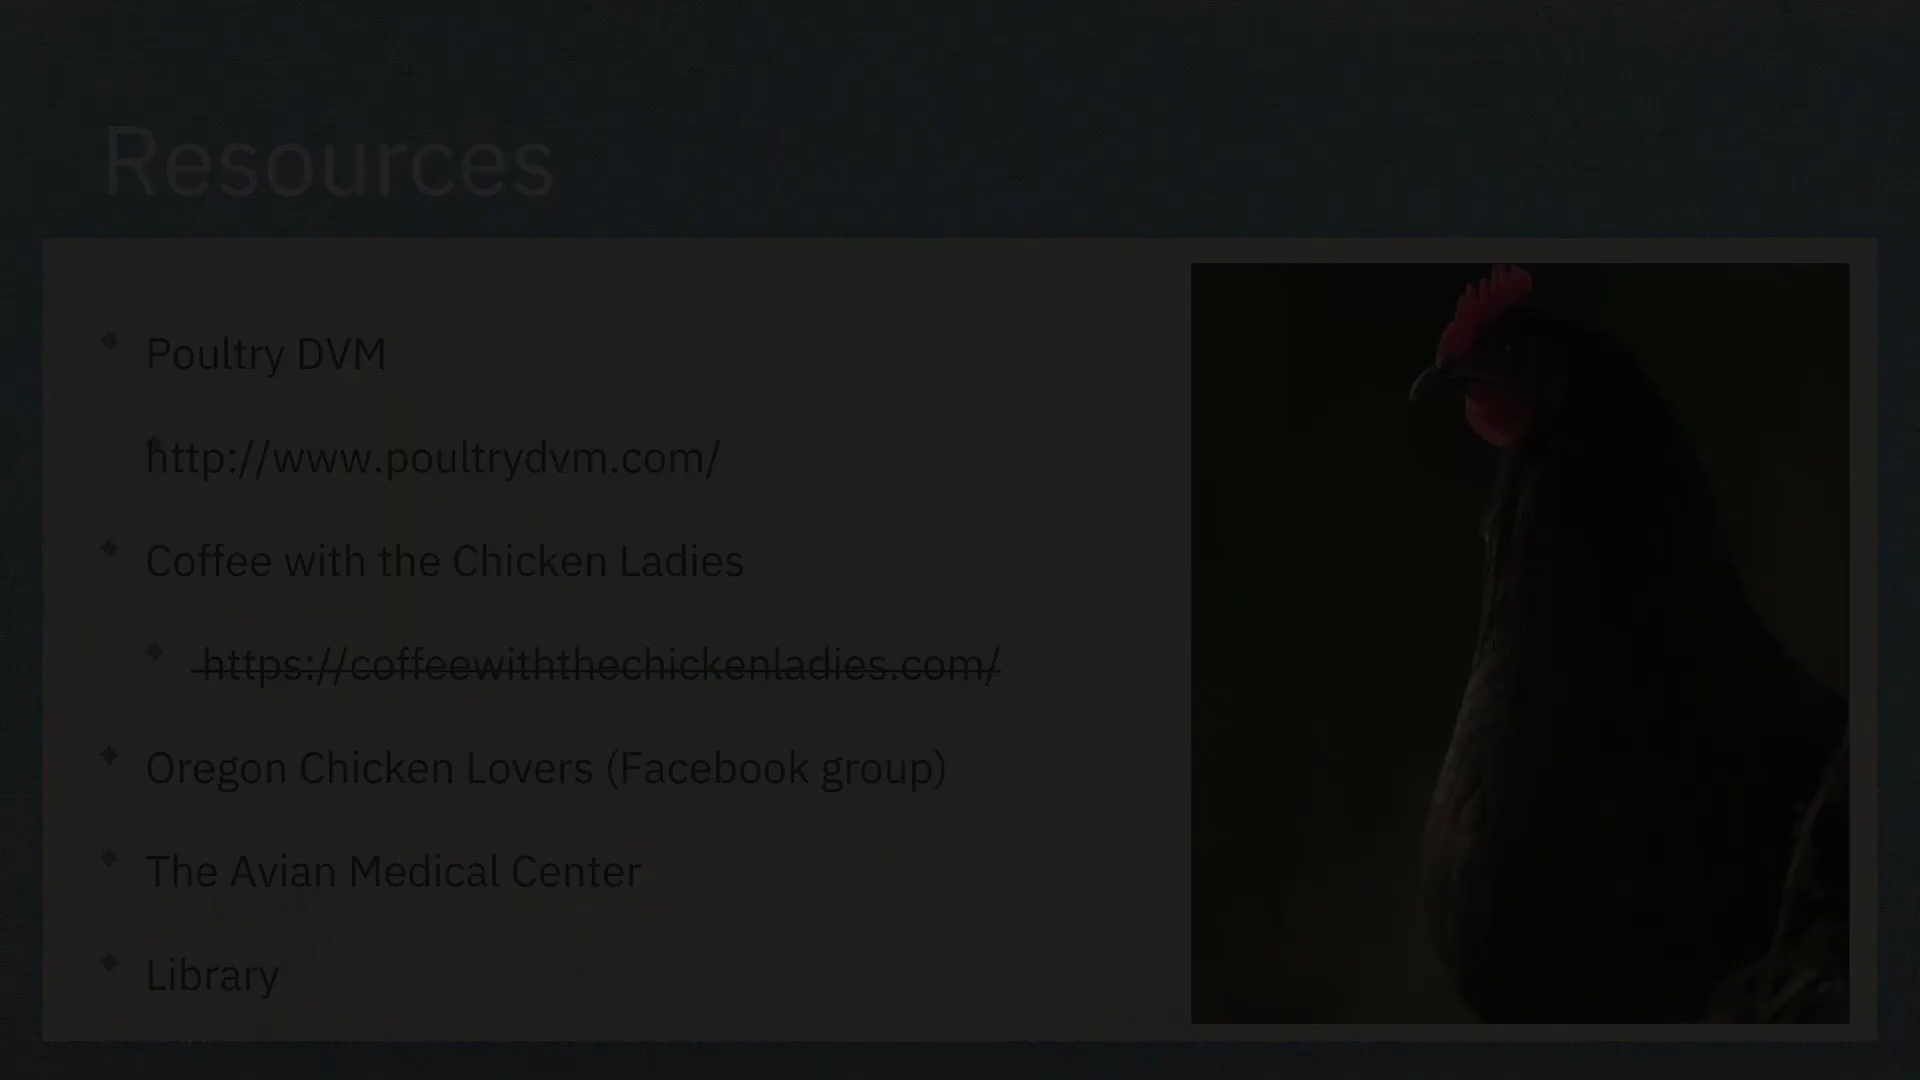 Resources
Poultry DVM
http://www.poultrydvm.com/
Coffee with the Chicken Ladies
https://coffeewiththechickenladies.com/
Oregon Chicken Lovers (Facebook group)
The Avian Medical Center
Library